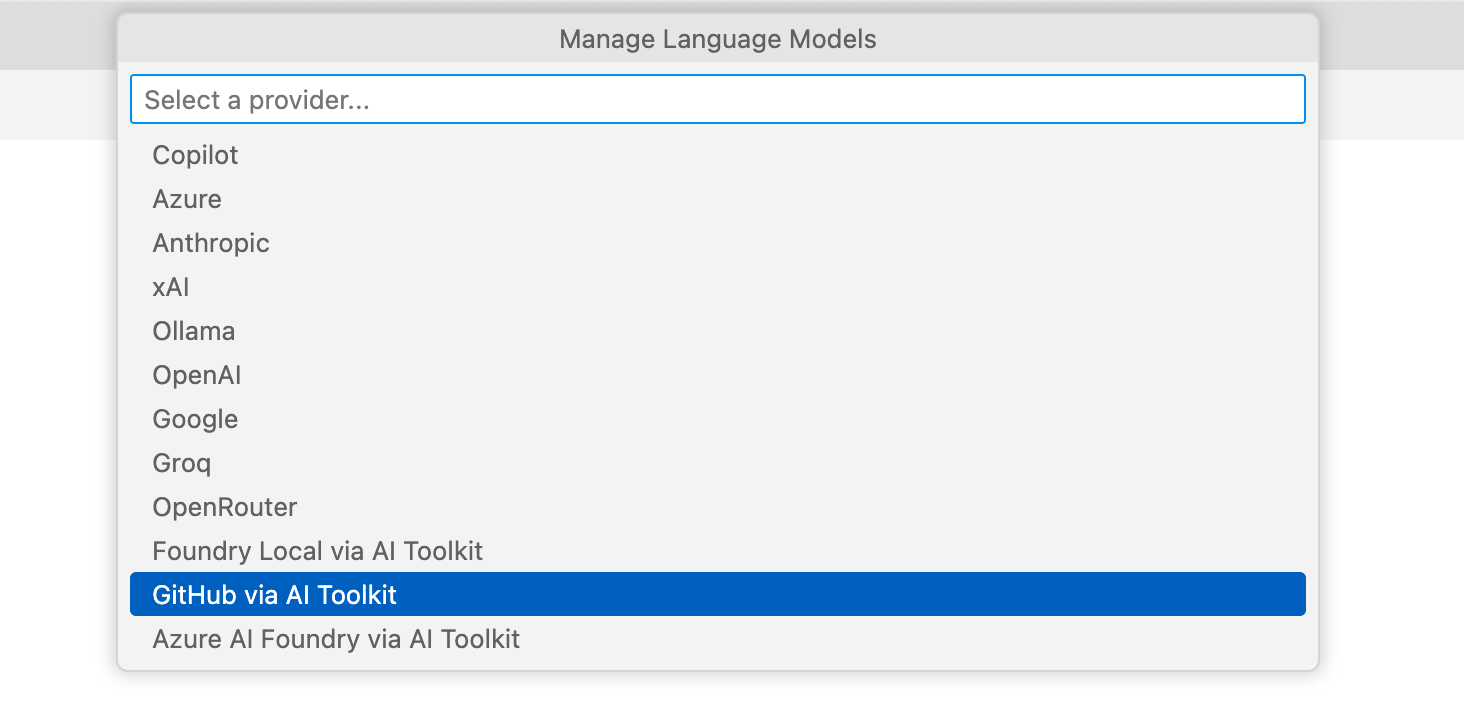 Manage Language Models
Select a provider...
Copilot
Azure
Anthropic
xAI
Ollama
OpenAI
Google
Groq
OpenRouter
Foundry Local via AI Toolkit
GitHub via AI Toolkit
Azure AI Foundry via AI Toolkit